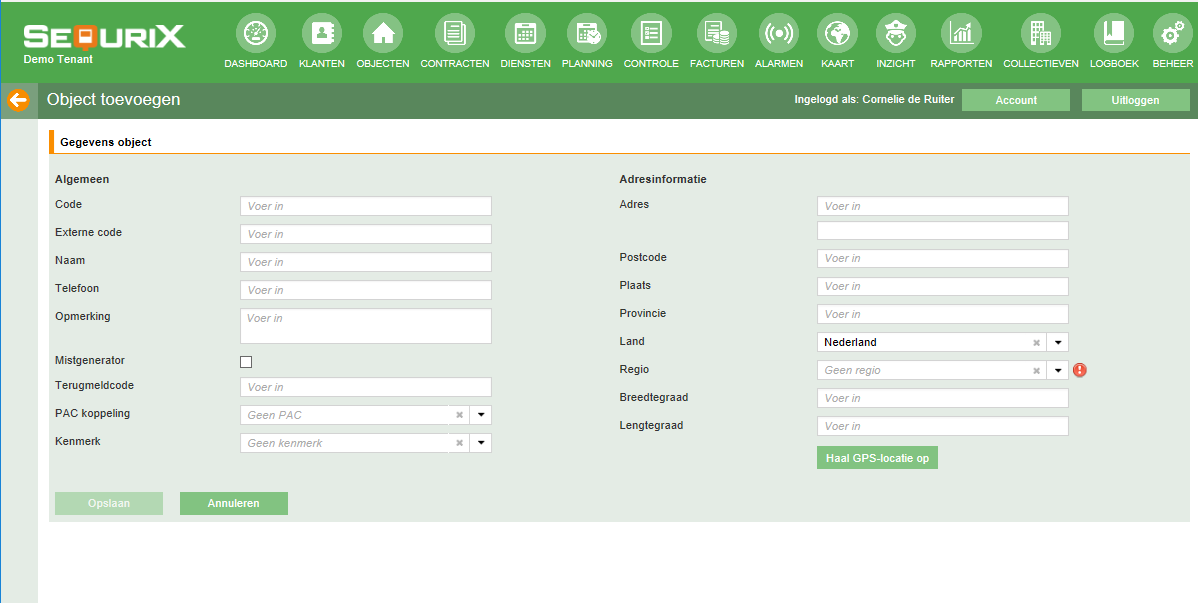 SEQURIX
Demo Tenant
DASHBOARD KLANTEN OBJECTEN CONTRACTEN DIENSTEN PLANNING CONTROLE FACTUREN ALARMEN KAART INZICHT RAPPORTEN COLLECTIEVEN LOGBOEK BEHEER
Object toevoegen
Ingelogd als: Cornelie de Ruiter Account Uitloggen
Gegevens object
Algemeen
Code Voer in
Externe code Voer in
Naam Voer in
Telefoon Voer in
Opmerking Voer in
Mistgenerator
Terugmeldcode Voer in
PAC koppeling Geen PAC
Kenmerk Geen kenmerk
Adresinformatie
Adres Voer in
Postcode Voer in
Plaats Voer in
Provincie Voer in
Land Nederland
Regio Geen regio
Breedtegraad Voer in
Lengtegraad Voer in
Haal GPS-locatie op
Opslaan Annuleren